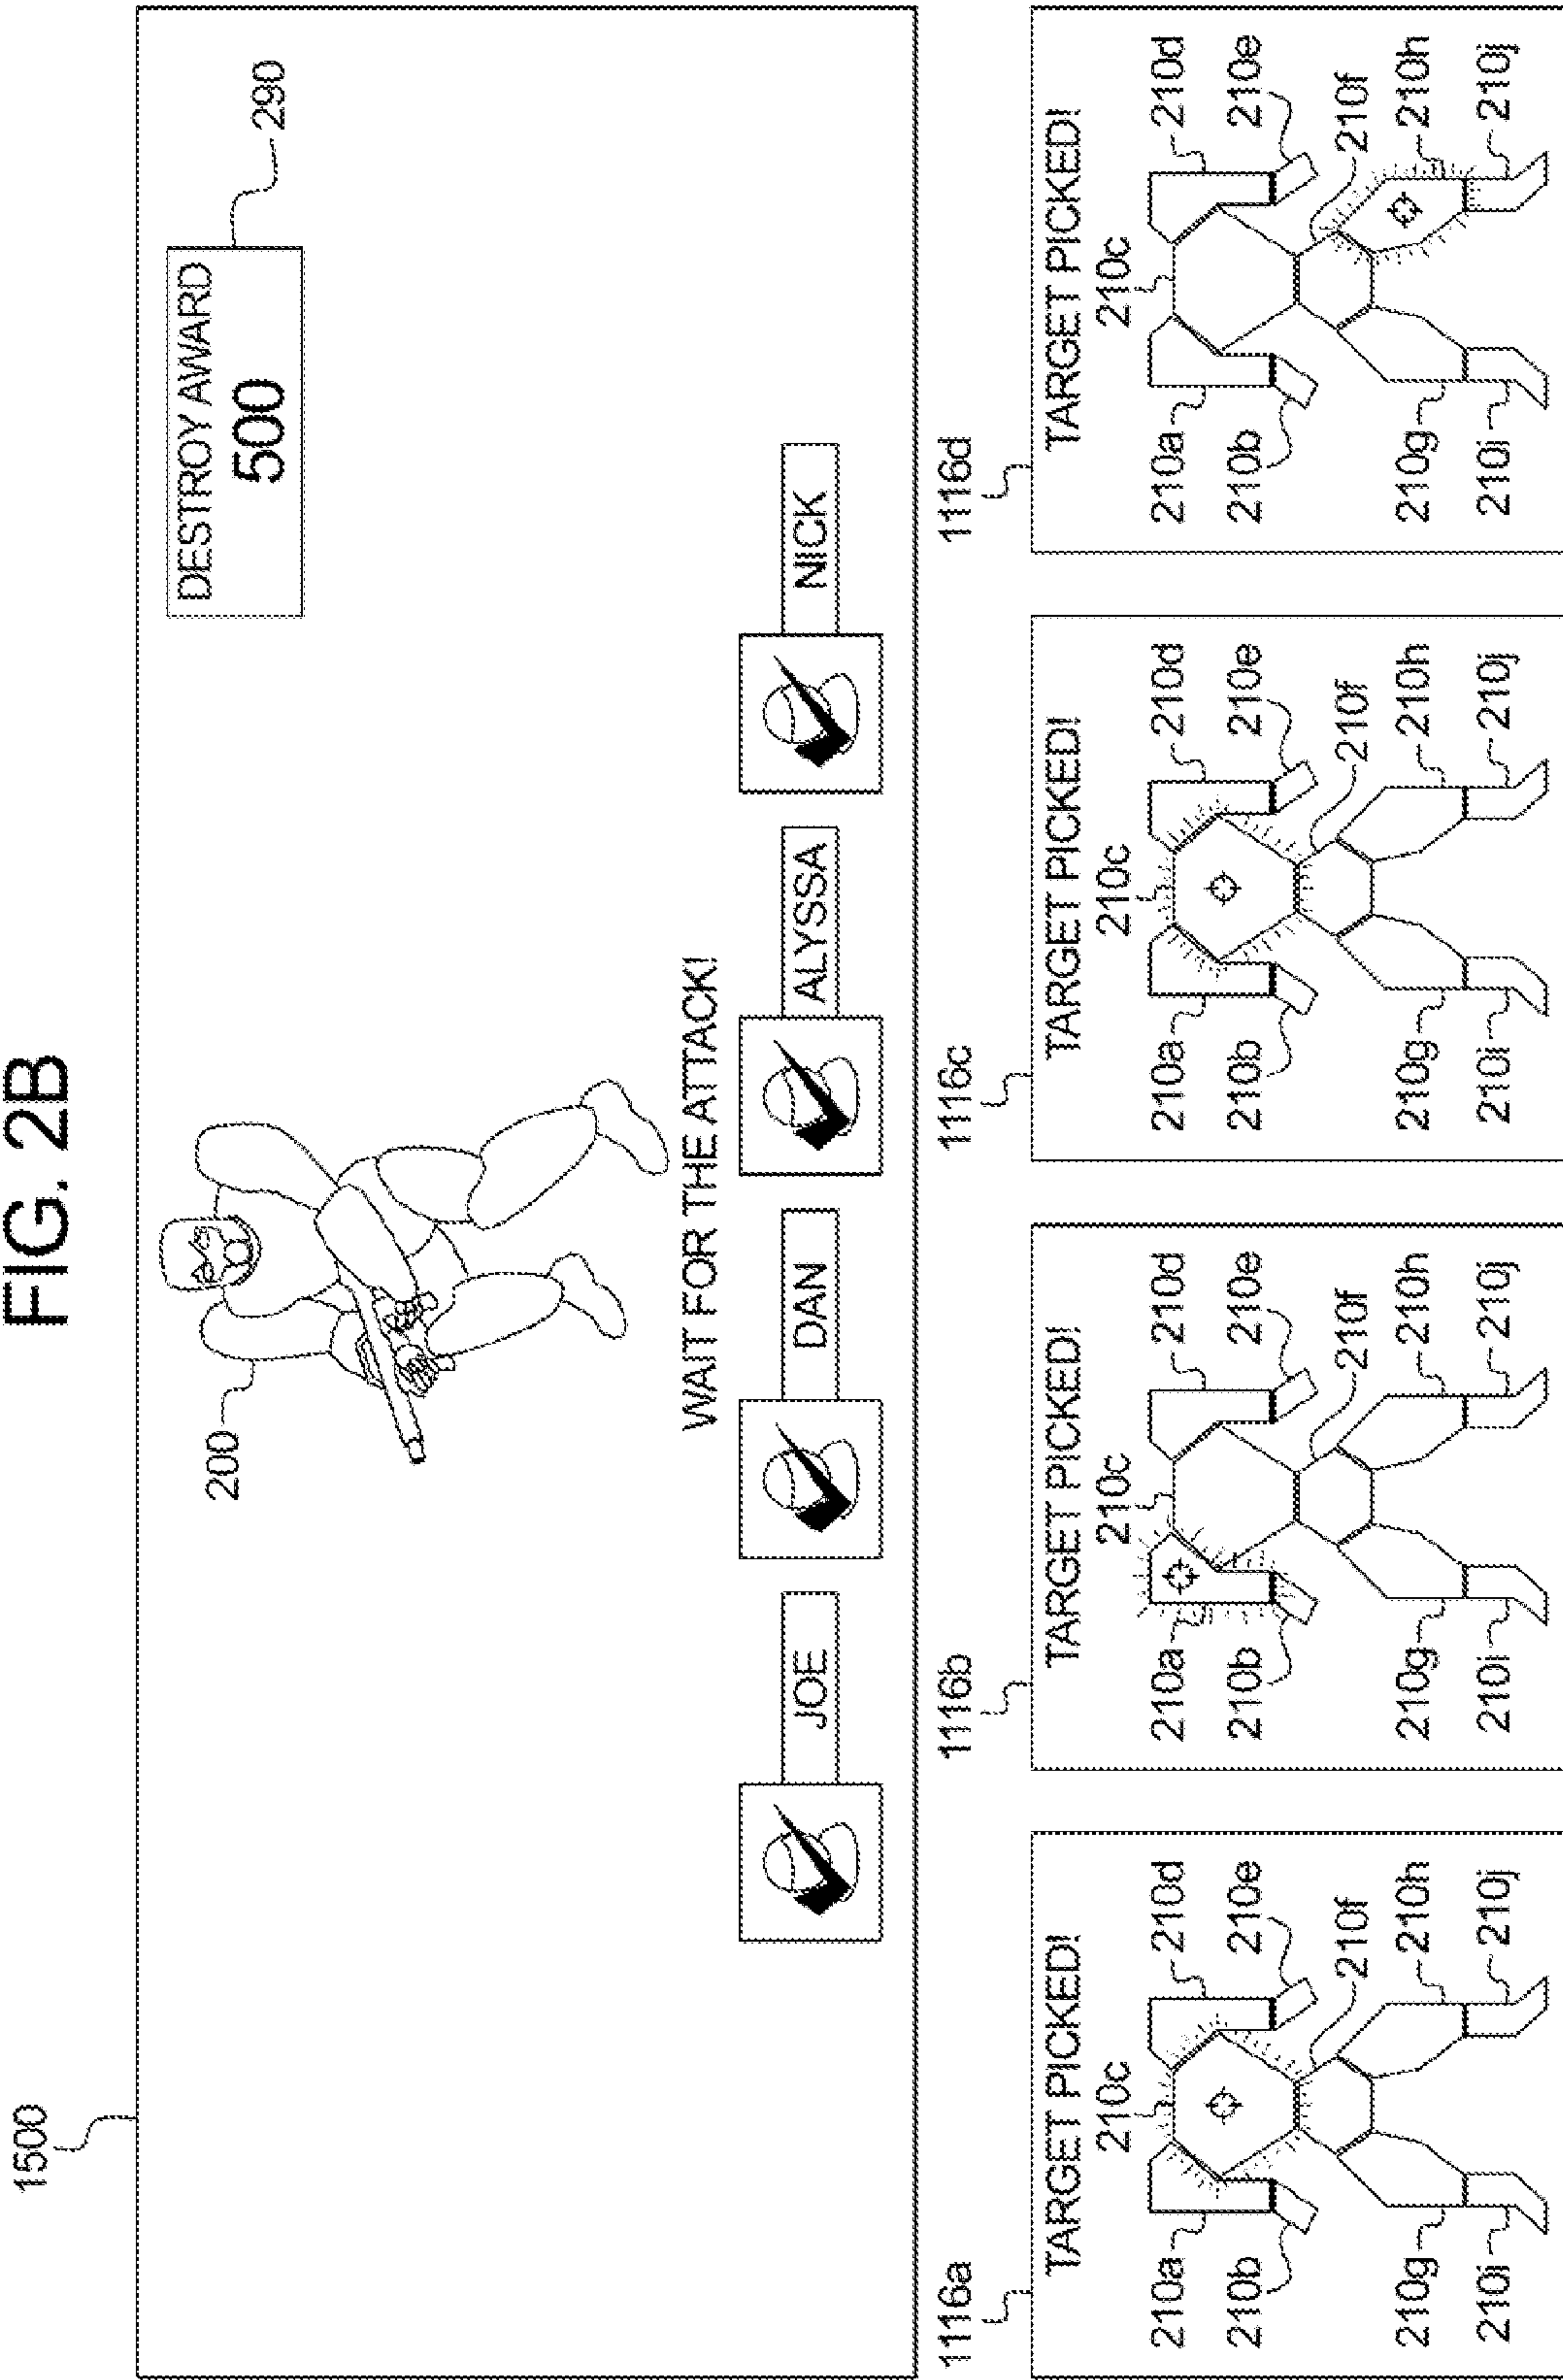 FIG. 2B
1500
DESTROY AWARD
500
290
200
WAIT FOR THE ATTACK!
JOE
DAN
ALYSSA
NICK
1116a
TARGET PICKED!
210c
210a
210d
210b
210e
210f
210g
210h
210i
210j
1116b
TARGET PICKED!
210c
210a
210d
210b
210e
210f
210g
210h
210i
210j
1116c
TARGET PICKED!
210c
210a
210d
210b
210e
210f
210g
210h
210i
210j
1116d
TARGET PICKED!
210c
210a
210d
210b
210e
210f
210g
210h
210i
210j